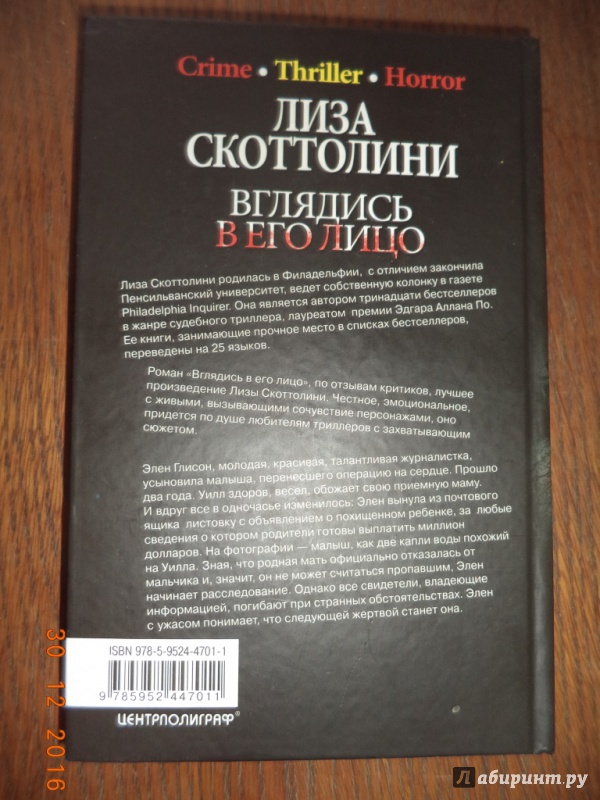 Crime • Thriller • Horror
ЛИЗА
СКОТТОЛИНИ
ВГЛЯДИСЬ
В ЕГО ЛИЦО
Лиза Скоттолини родилась в Филадельфии, с отличием закончила
Пенсильванский университет, ведет собственную колонку в газете
Philadelphia Inquirer. Она является автором тринадцати бестселлеров
в жанре судебного триллера, лауреатом премии Эдгара Аллана По.
Ее книги, занимающие прочное место в списках бестселлеров,
переведены на 25 языков.
Роман «Вглядись в его лицо», по отзывам критиков, лучшее
произведение Лизы Скоттолини. Честное, эмоциональное,
с живыми, вызывающими сочувствие персонажами, оно
придется по душе любителям триллеров с захватывающим
сюжетом.
Элен Глисон, молодая, красивая, талантливая журналистка,
усыновила малыша, перенесшего операцию на сердце. Прошло
два года. Уилл здоров, весел, обожает свою приемную маму.
И вдруг все в одночасье изменилось: Элен вынула из почтового
ящика листовку с объявлением о похищенном ребенке, за любые
сведения о котором родители готовы выплатить миллион
долларов. На фотографии — малыш, как две капли воды похожий
на Уилла. Зная, что родная мать официально отказалась от
мальчика и, значит, он не может считаться пропавшим, Элен
начинает расследование. Однако все свидетели, владеющие
информацией, погибают при странных обстоятельствах. Элен
с ужасом понимает, что следующей жертвой станет она.
ISBN 978-5-9524-4701-1
9 785952 447011
ЦЕНТРПОЛИГРАФ®
30 12 2016
Лабиринт.ру